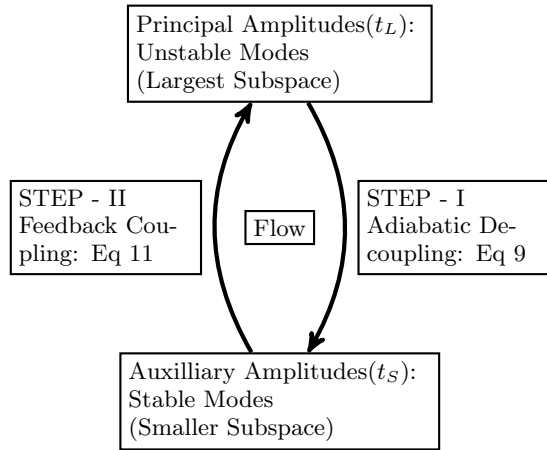 Principal Amplitudes(t_L):
Unstable Modes
(Largest Subspace)
STEP - II
Feedback Cou-
pling: Eq 11
Flow
STEP - I
Adiabatic De-
coupling: Eq 9
Auxilliary Amplitudes(t_S):
Stable Modes
(Smaller Subspace)